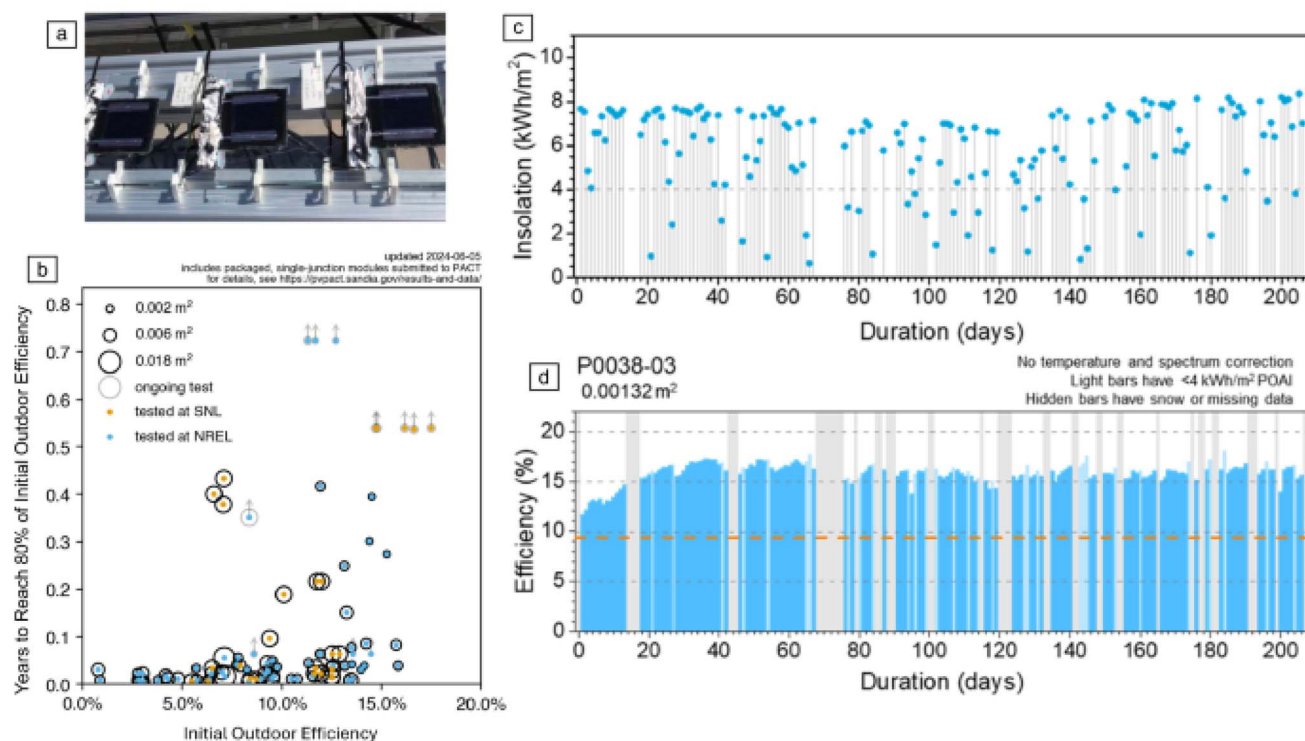 a
b
updated 2024-06-05
includes packaged, single-junction modules submitted to PACT
for details, see https://pvpact.sandia.gov/results-and-data/
Years to Reach 80% of Initial Outdoor Efficiency
0.8
0.7
0.6
0.5
0.4
0.3
0.2
0.1
0.0
0.002 m²
0.006 m²
0.018 m²
ongoing test
tested at SNL
tested at NREL
0.0% 5.0% 10.0% 15.0% 20.0%
Initial Outdoor Efficiency
c
Insolation (kWh/m²)
10
8
6
4
2
0
0 20 40 60 80 100 120 140 160 180 200
Duration (days)
d
P0038-03
0.00132 m²
No temperature and spectrum correction
Light bars have <4 kWh/m² POAI
Hidden bars have snow or missing data
Efficiency (%)
20
15
10
5
0
0 20 40 60 80 100 120 140 160 180 200
Duration (days)